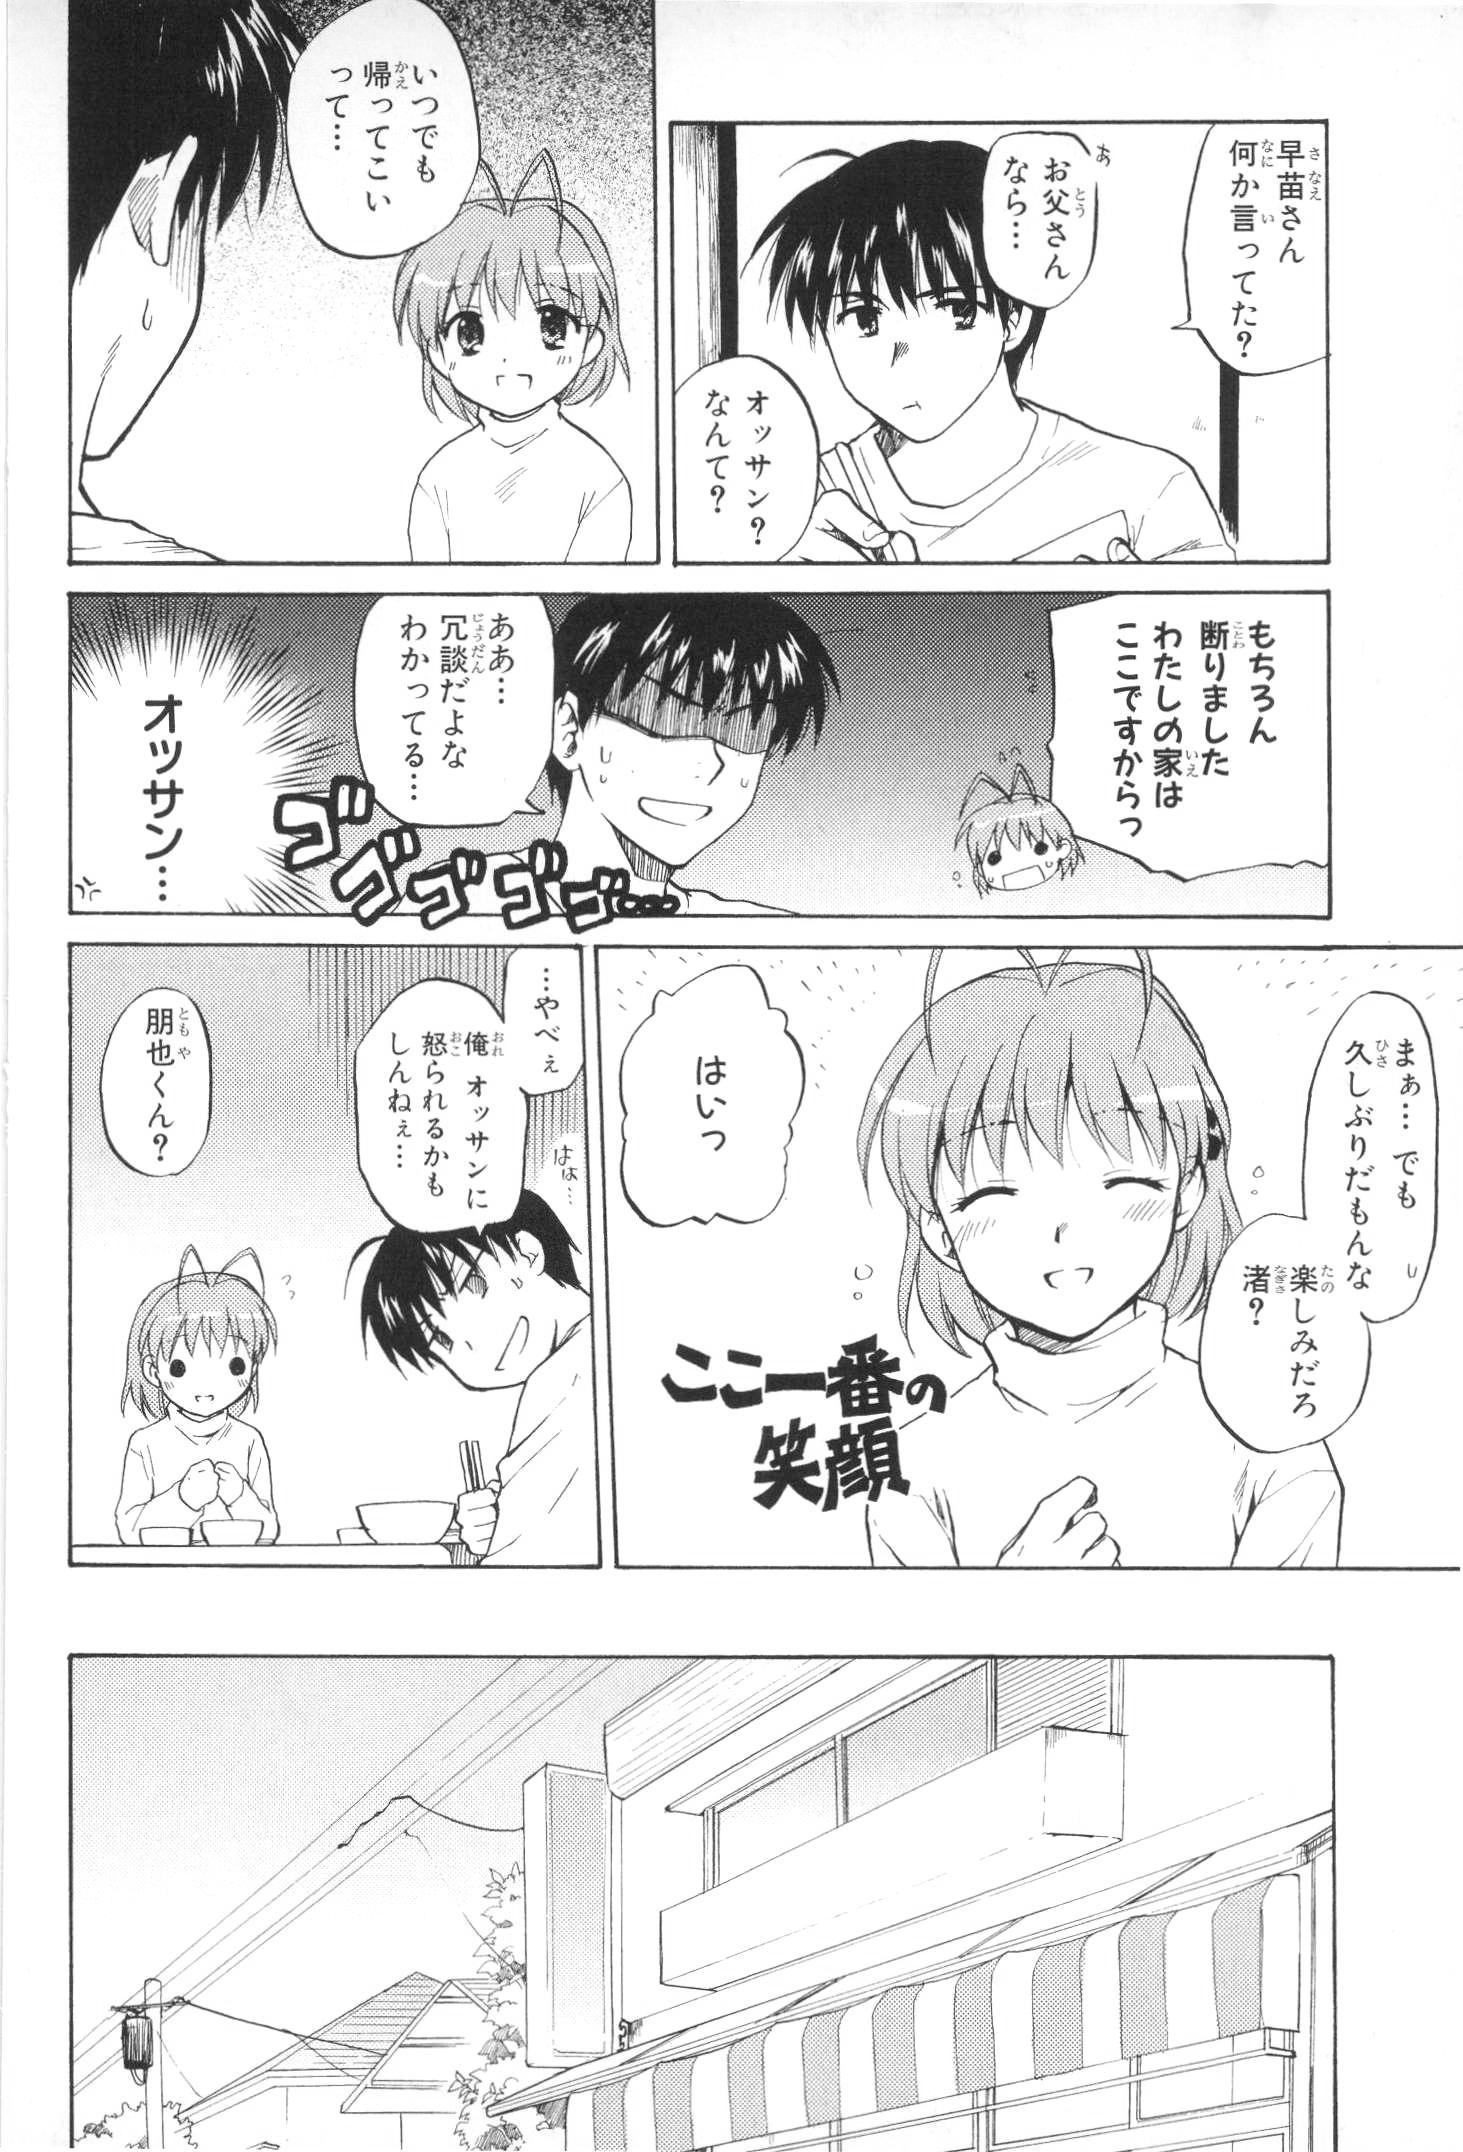 早苗さん
何か言ってた？
あ
お父さん
なら…
オッサン？
なんて？
いつでも
帰ってこい
って…
もちろん
断りました
わたしの家は
ここですからっ
ああ…
冗談だよな
わかってる…
ゴゴゴゴゴ…
オッサン…
まぁ… でも
久しぶりだもんな
楽しみだろ
渚？
はいっ
ここ一番の
笑顔
…やべぇ
俺 オッサンに
怒られるかも
しんねぇ…
はは…
朋也くん？